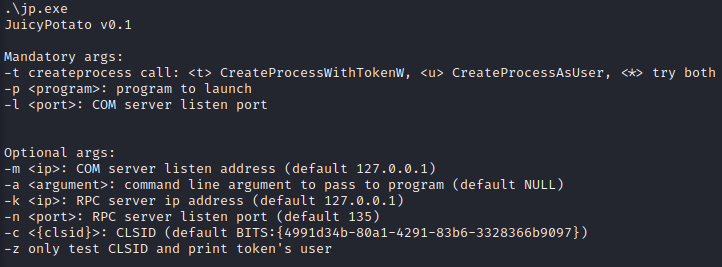 .\jp.exe
JuicyPotato v0.1
Mandatory args:
-t createprocess call: <t> CreateProcessWithTokenW, <u> CreateProcessAsUser, <*> try both
-p <program>: program to launch
-l <port>: COM server listen port
Optional args:
-m <ip>: COM server listen address (default 127.0.0.1)
-a <argument>: command line argument to pass to program (default NULL)
-k <ip>: RPC server ip address (default 127.0.0.1)
-n <port>: RPC server listen port (default 135)
-c <{clsid}>: CLSID (default BITS:{4991d34b-80a1-4291-83b6-3328366b9097})
-z only test CLSID and print token's user